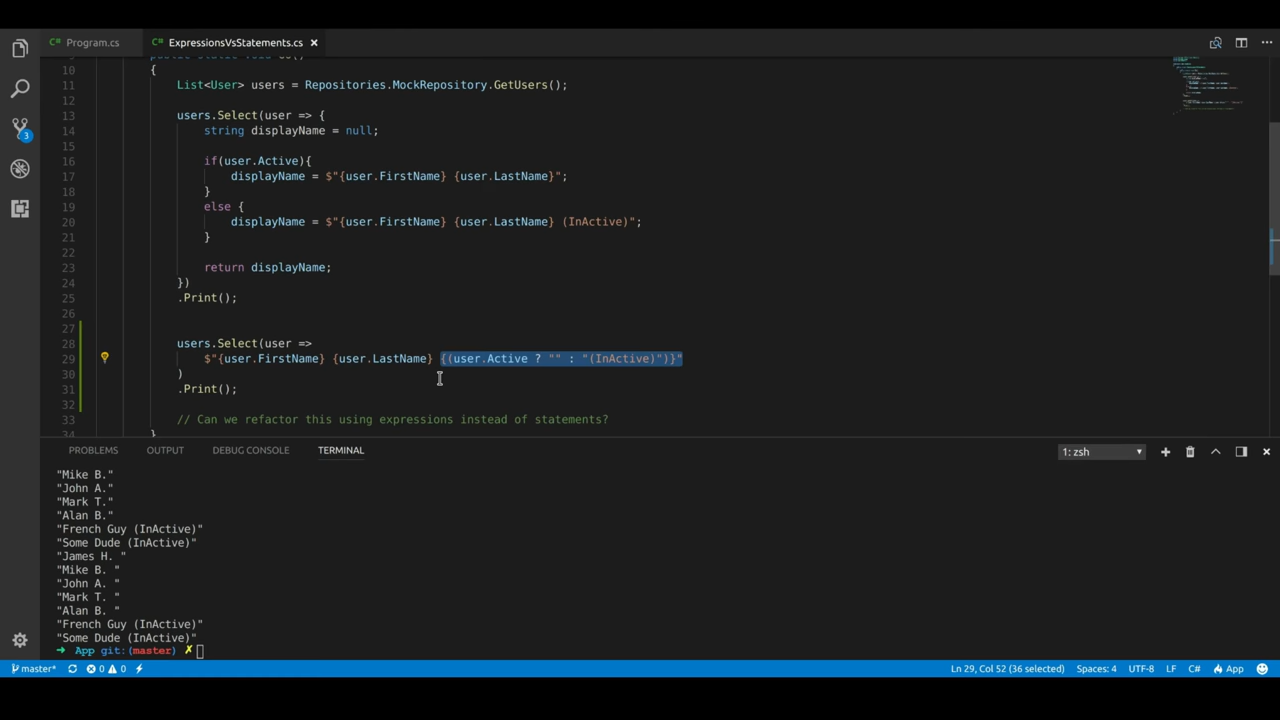 Program.cs
ExpressionsVsStatements.cs
10 {
11 List<User> users = Repositories.MockRepository.GetUsers();
12
13 users.Select(user => {
14 string displayName = null;
15
16 if(user.Active){
17 displayName = $"{user.FirstName} {user.LastName}";
18 }
19 else {
20 displayName = $"{user.FirstName} {user.LastName} (InActive)";
21 }
22
23 return displayName;
24 })
25 .Print();
26
27
28 users.Select(user =>
29 $"{user.FirstName} {user.LastName} {(user.Active ? "" : "(InActive)")}"
30 )
31 .Print();
32
33 // Can we refactor this using expressions instead of statements?
34 }
3
PROBLEMS OUTPUT DEBUG CONSOLE TERMINAL 1: zsh
"Mike B."
"John A."
"Mark T."
"Alan B."
"French Guy (InActive)"
"Some Dude (InActive)"
"James H. "
"Mike B. "
"John A. "
"Mark T. "
"Alan B. "
"French Guy (InActive)"
"Some Dude (InActive)"
➜ App git:(master) ✗
master* 0 0 Ln 29, Col 52 (36 selected) Spaces: 4 UTF-8 LF C# App